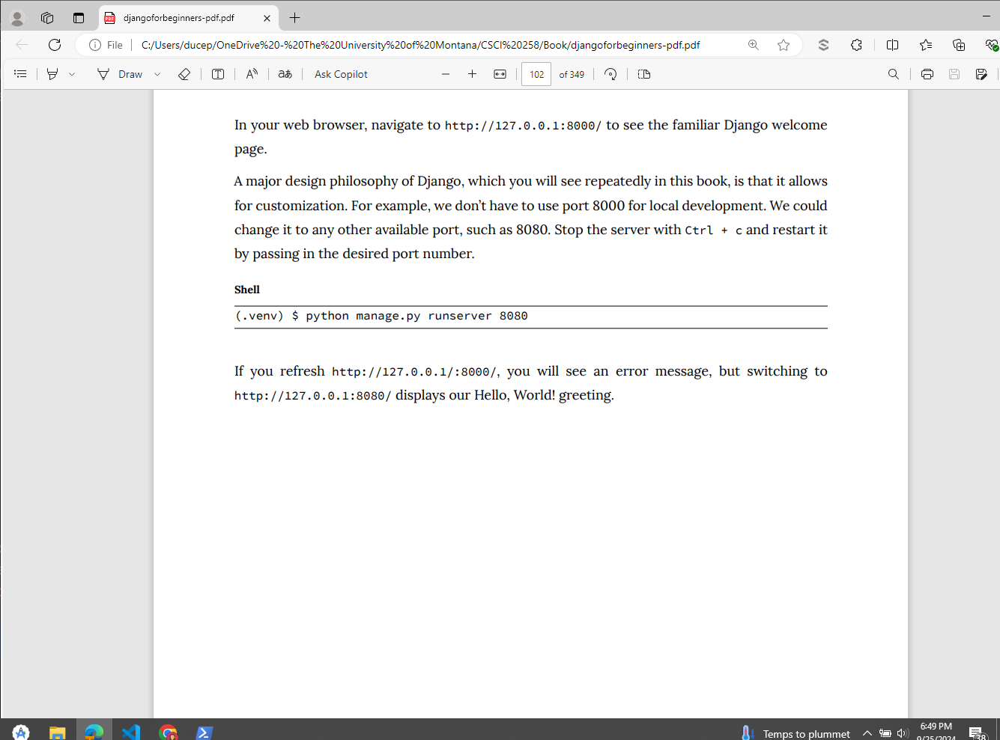 djangoforbeginners-pdf.pdf
File
C:/Users/ducep/OneDrive%20-%20The%20University%20of%20Montana/CSCI%20258/Book/djangoforbeginners-pdf.pdf
Draw
aあ
Ask Copilot
102 of 349
In your web browser, navigate to http://127.0.0.1:8000/ to see the familiar Django welcome
page.
A major design philosophy of Django, which you will see repeatedly in this book, is that it allows
for customization. For example, we don’t have to use port 8000 for local development. We could
change it to any other available port, such as 8080. Stop the server with Ctrl + c and restart it
by passing in the desired port number.
Shell
(.venv) $ python manage.py runserver 8080
If you refresh http://127.0.0.1/:8000/, you will see an error message, but switching to
http://127.0.0.1:8080/ displays our Hello, World! greeting.
Temps to plummet
6:49 PM
9/25/2024
38